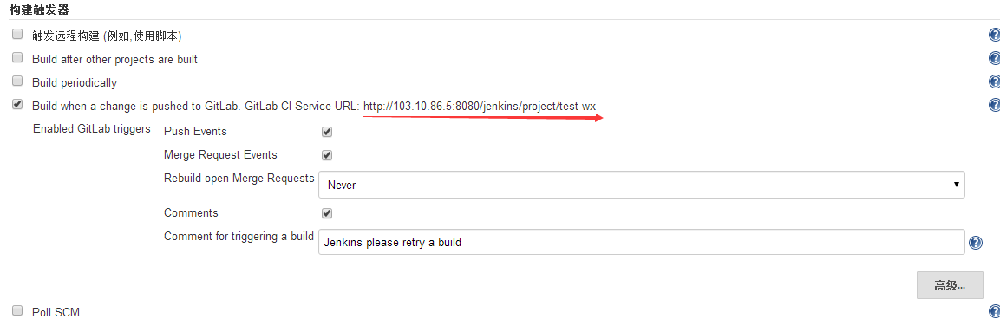 构建触发器
触发远程构建 (例如,使用脚本)
Build after other projects are built
Build periodically
Build when a change is pushed to GitLab. GitLab CI Service URL: http://103.10.86.5:8080/jenkins/project/test-wx
Enabled GitLab triggers
Push Events
Merge Request Events
Rebuild open Merge Requests
Never
Comments
Comment for triggering a build
Jenkins please retry a build
高级...
Poll SCM